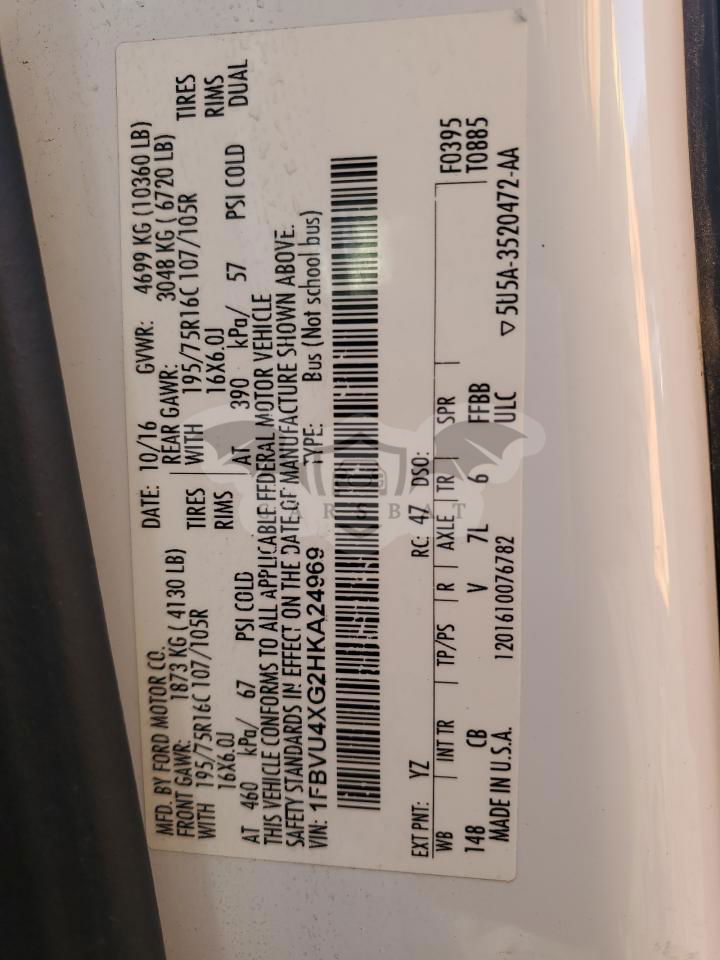 MFD. BY FORD MOTOR CO. DATE: 10/16 GVWR: 4699 KG (10360 LB)
FRONT GAWR: 1873 KG ( 4130 LB) REAR GAWR: 3048 KG ( 6720 LB)
WITH 195/75R16C 107/105R TIRES WITH 195/75R16C 107/105R TIRES
16X6.0J RIMS 16X6.0J RIMS
AT 460 kPa/ 67 PSI COLD AT 390 kPa/ 57 PSI COLD DUAL
THIS VEHICLE CONFORMS TO ALL APPLICABLE FEDERAL MOTOR VEHICLE
SAFETY STANDARDS IN EFFECT ON THE DATE OF MANUFACTURE SHOWN ABOVE.
VIN: 1FBVU4XG2HKA24969 TYPE: Bus (Not school bus)
CARSBAT
EXT PNT: YZ RC: 47 DSO: F0395
WB INT TR TP/PS R AXLE TR SPR T0885
148 CB V 7L 6 FFBB
MADE IN U.S.A. 1201610076782 ULC ▽5U5A-3520472-AA